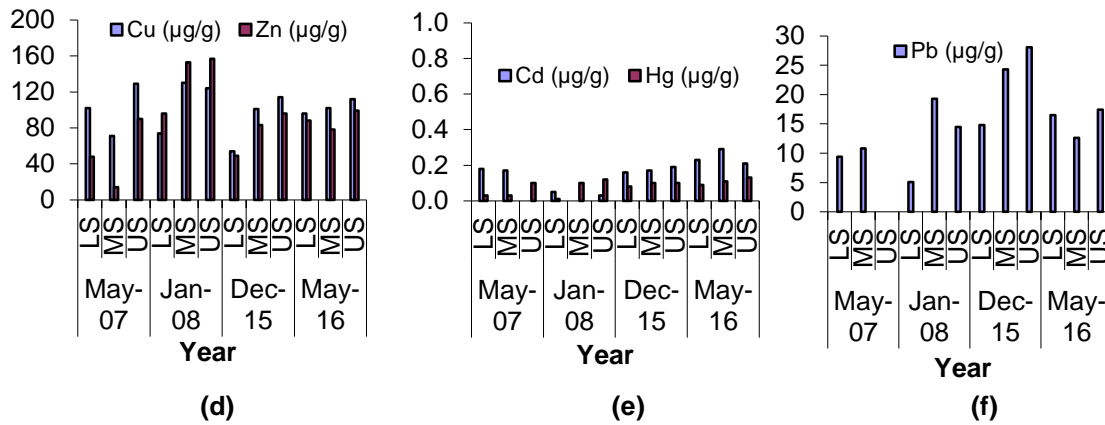 200
160
120
80
40
0
Cu (µg/g) Zn (µg/g)
LS MS US LS MS US LS MS US LS MS US
May-07 Jan-08 Dec-15 May-16
Year
(d)
1.0
0.8
0.6
0.4
0.2
0.0
Cd (µg/g) Hg (µg/g)
LS MS US LS MS US LS MS US LS MS US
May-07 Jan-08 Dec-15 May-16
Year
(e)
30
25
20
15
10
5
0
Pb (µg/g)
LS MS US LS MS US LS MS US LS MS US
May-07 Jan-08 Dec-15 May-16
Year
(f)